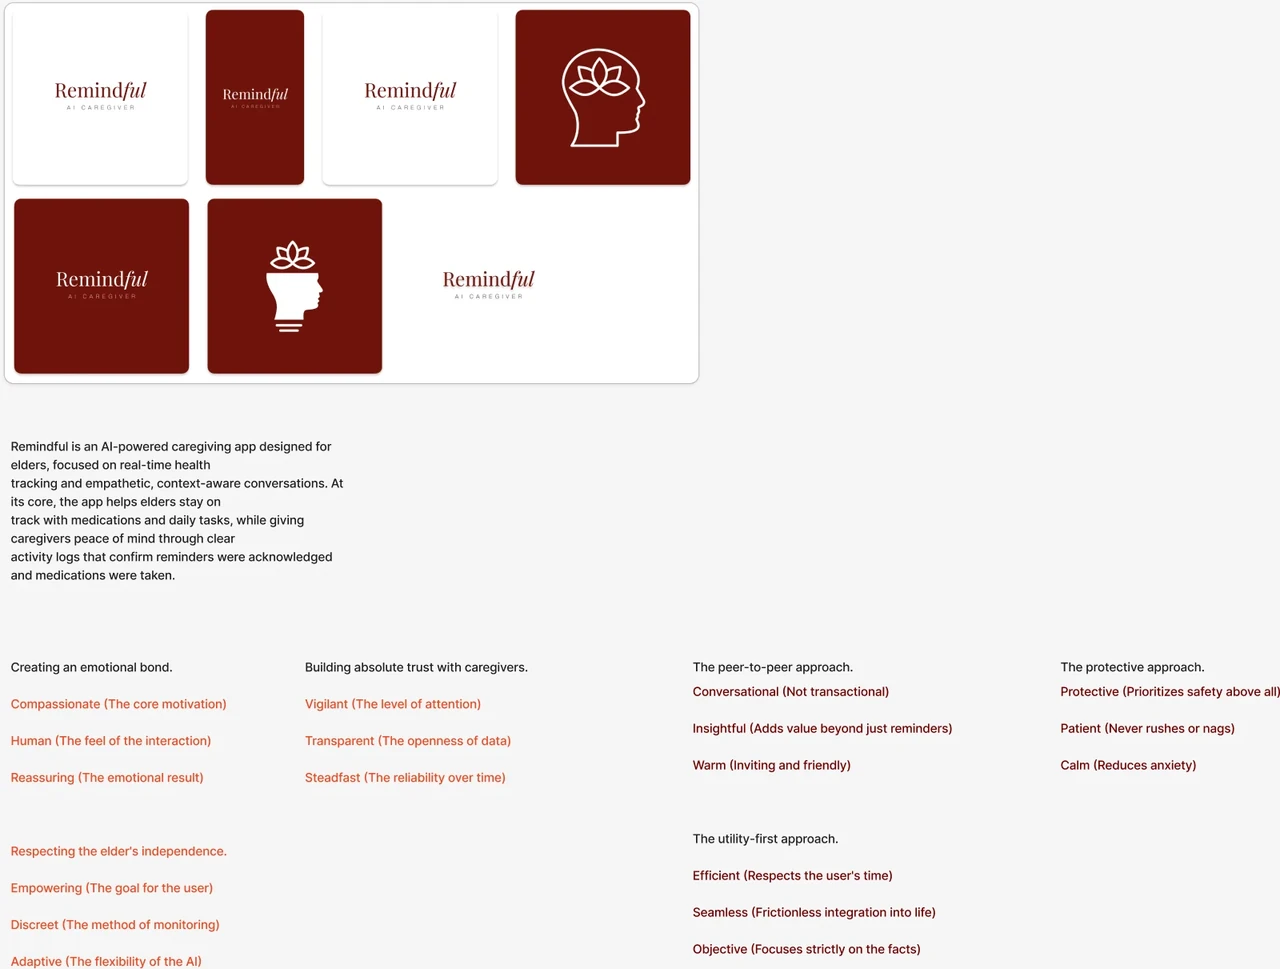 Remindful
AI CAREGIVER
Remindful
AI CAREGIVER
Remindful
AI CAREGIVER
Remindful
AI CAREGIVER
Remindful
AI CAREGIVER
Remindful is an AI-powered caregiving app designed for
elders, focused on real-time health
tracking and empathetic, context-aware conversations. At
its core, the app helps elders stay on
track with medications and daily tasks, while giving
caregivers peace of mind through clear
activity logs that confirm reminders were acknowledged
and medications were taken.
Creating an emotional bond.
Compassionate (The core motivation)
Human (The feel of the interaction)
Reassuring (The emotional result)
Building absolute trust with caregivers.
Vigilant (The level of attention)
Transparent (The openness of data)
Steadfast (The reliability over time)
The peer-to-peer approach.
Conversational (Not transactional)
Insightful (Adds value beyond just reminders)
Warm (Inviting and friendly)
The protective approach.
Protective (Prioritizes safety above all)
Patient (Never rushes or nags)
Calm (Reduces anxiety)
Respecting the elder's independence.
Empowering (The goal for the user)
Discreet (The method of monitoring)
Adaptive (The flexibility of the AI)
The utility-first approach.
Efficient (Respects the user's time)
Seamless (Frictionless integration into life)
Objective (Focuses strictly on the facts)